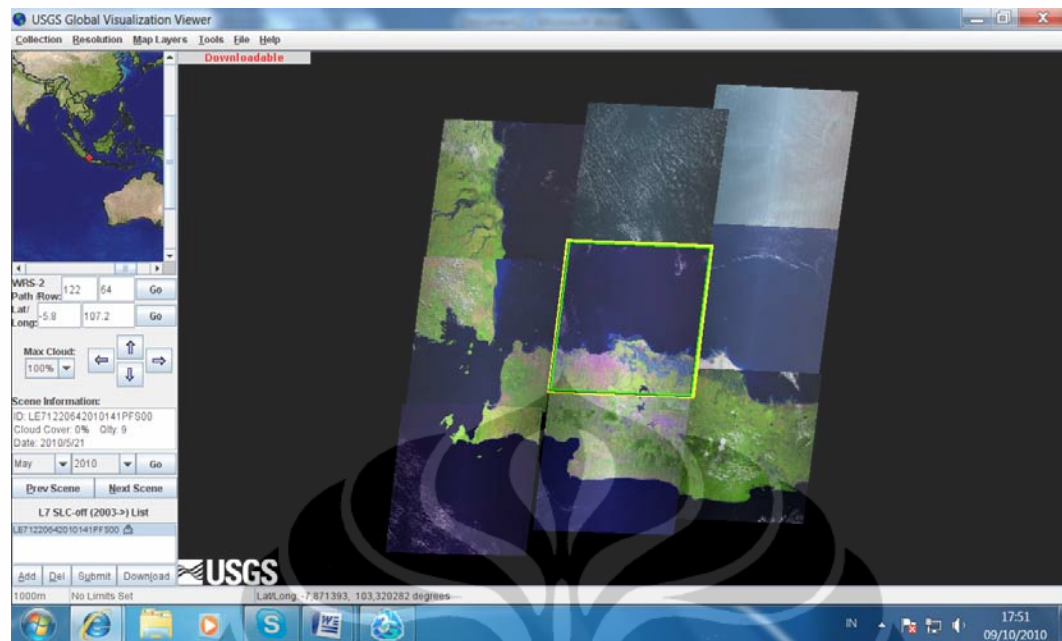 USGS Global Visualization Viewer
Collection Resolution Map Layers Tools File Help
Downloadable
WRS-2
Path /Row: 122 64 Go
Lat/
Long: -5.8 107.2 Go
Max Cloud:
100%
Scene Information:
ID: LE71220642010141PFS00
Cloud Cover: 0% Qlty: 9
Date: 2010/5/21
May 2010 Go
Prev Scene Next Scene
L7 SLC-off (2003->) List
LE71220642010141PFS00
Add Del Submit Download
USGS
1000m No Limits Set Lat/Long: -7,871393, 103,320282 degrees
IN 17:51
09/10/2010